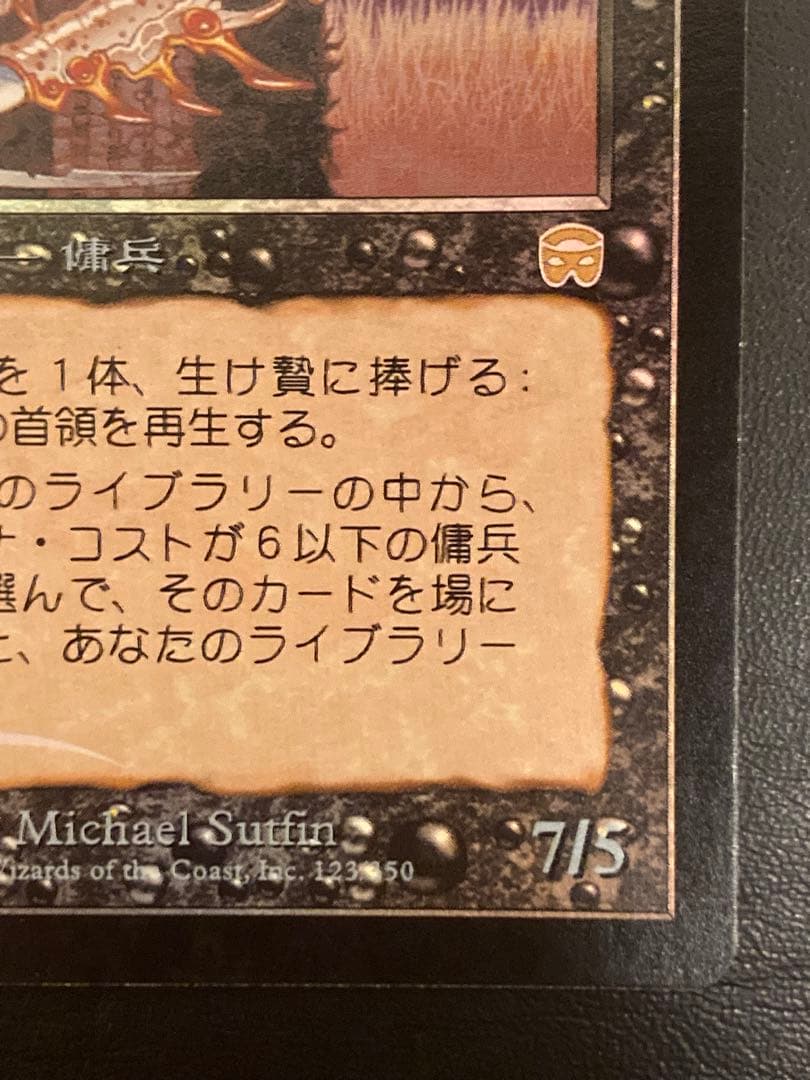 — 傭兵
を1体、生け贄に捧げる:
の首領を再生する。
のライブラリーの中から、
ナ・コストが6以下の傭兵
選んで、そのカードを場に
、あなたのライブラリー
Michael Sutfin
Wizards of the Coast, Inc. 123/350
7/5